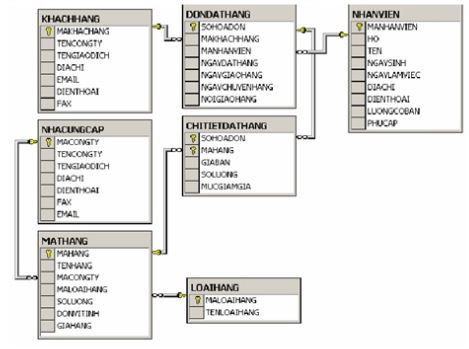 KHACHHANG
MAKHACHHANG
TENCONGTY
TENGIAODICH
DIACHI
EMAIL
DIENTHOAI
FAX
DONDATHANG
SOHOADON
MAKHACHHANG
MANHANVIEN
NGAYDATHANG
NGAYGIAOHANG
NGAYCHUYENHANG
NOIGIAOHANG
NHANVIEN
MANHANVIEN
HO
TEN
NGAYSINH
NGAYLAMVIEC
DIACHI
DIENTHOAI
LUONGCOBAN
PHUCAP
NHACUNGCAP
MACONGTY
TENCONGTY
TENGIAODICH
DIACHI
DIENTHOAI
FAX
EMAIL
CHITIETDATHANG
SOHOADON
MAHANG
GIABAN
SOLUONG
MUCGIAMGIA
MATHANG
MAHANG
TENHANG
MACONGTY
MALOAIHANG
SOLUONG
DONVITINH
GIAHANG
LOAIHANG
MALOAIHANG
TENLOAIHANG